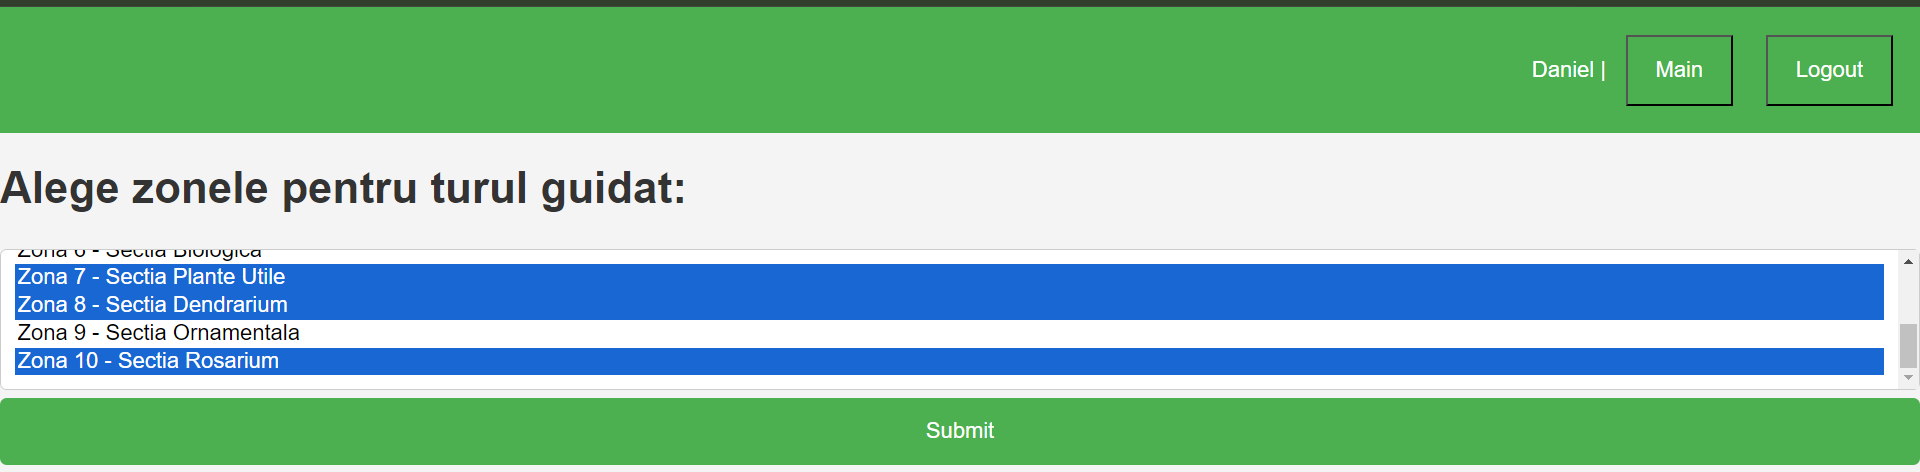 Daniel | Main Logout
Alege zonele pentru turul guidat:
Zona 6 - Sectia Biologica
Zona 7 - Sectia Plante Utile
Zona 8 - Sectia Dendrarium
Zona 9 - Sectia Ornamentala
Zona 10 - Sectia Rosarium
Submit